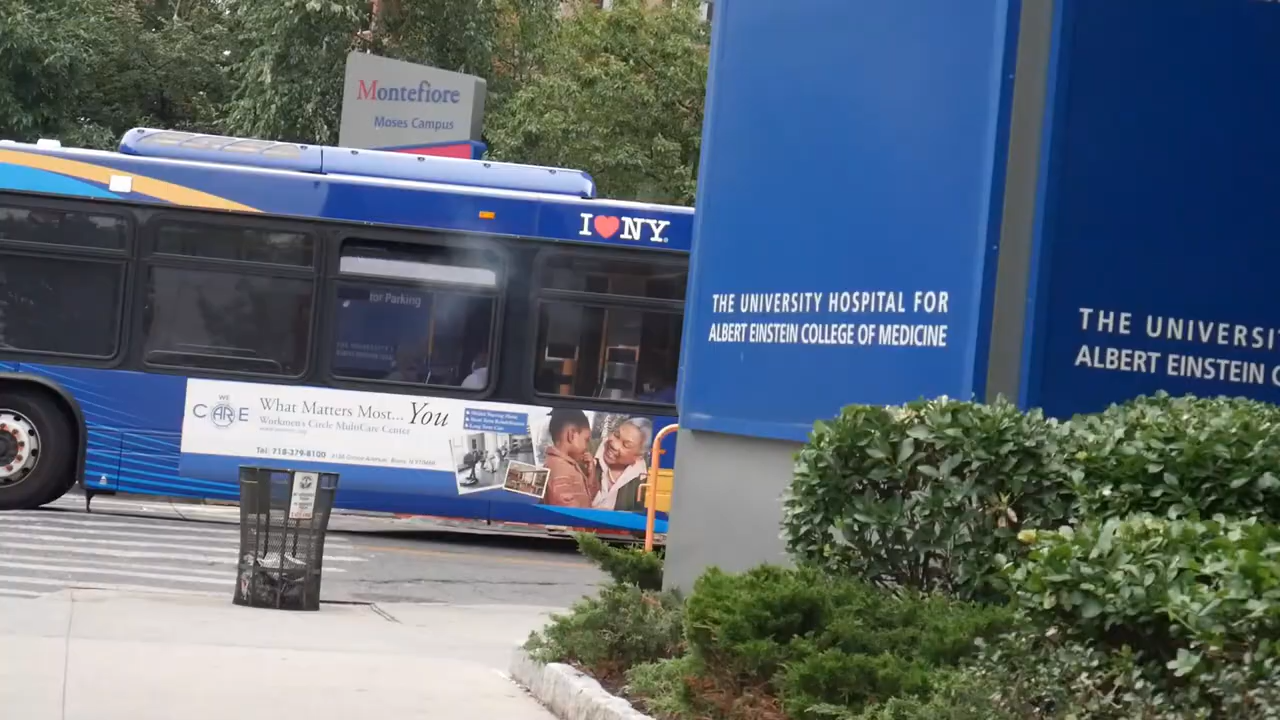 Montefiore
Moses Campus
I ♥ NY
for Parking
THE UNIVERSITY HOSPITAL FOR
ALBERT EINSTEIN COLLEGE OF MEDICINE
THE UNIVERSI
ALBERT EINSTEIN C
WE
CARE
What Matters Most... You
Workmen's Circle MultiCare Center
Tel: 718-379-8100